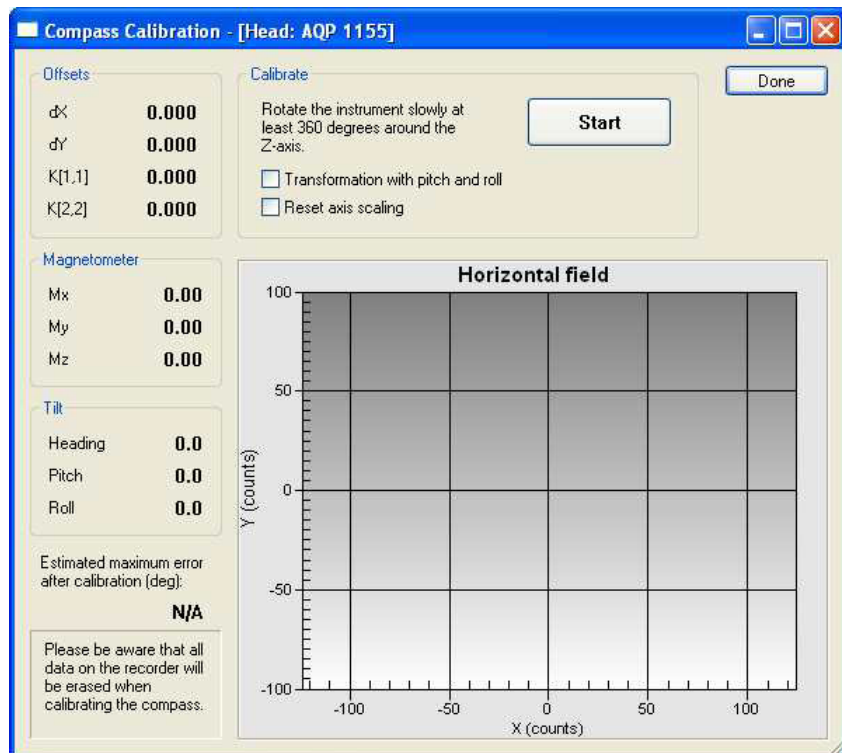 Compass Calibration - [Head: AQP 1155]
Offsets
dX 0.000
dY 0.000
K[1,1] 0.000
K[2,2] 0.000
Calibrate
Rotate the instrument slowly at
least 360 degrees around the
Z-axis.
Start
Transformation with pitch and roll
Reset axis scaling
Done
Magnetometer
Mx 0.00
My 0.00
Mz 0.00
Tilt
Heading 0.0
Pitch 0.0
Roll 0.0
Estimated maximum error
after calibration (deg):
N/A
Please be aware that all
data on the recorder will
be erased when
calibrating the compass.
Horizontal field
100
50
0
-50
-100
Y (counts)
-100 -50 0 50 100
X (counts)